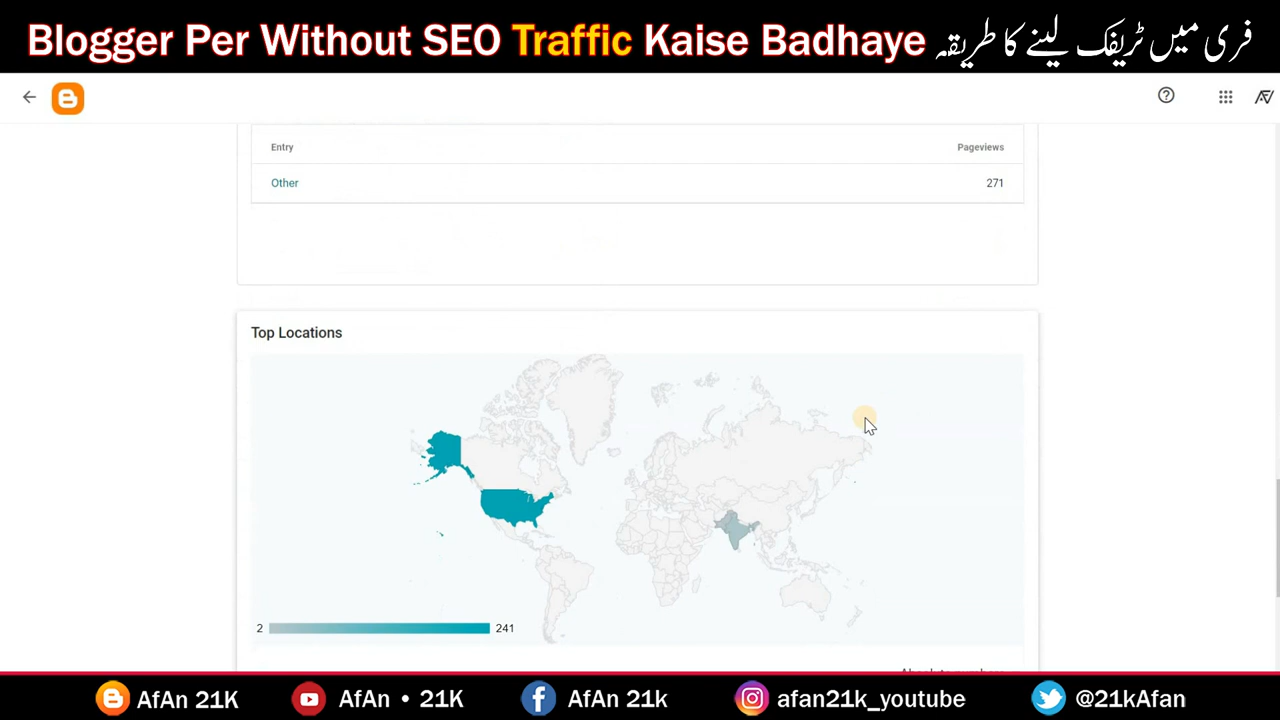 Blogger Per Without SEO Traffic Kaise Badhaye فری میں ٹریفک لینے کا طریقہ
Entry Pageviews
Other 271
Top Locations
2 241
AfAn 21K AfAn • 21K AfAn 21k afan21k_youtube @21kAfan